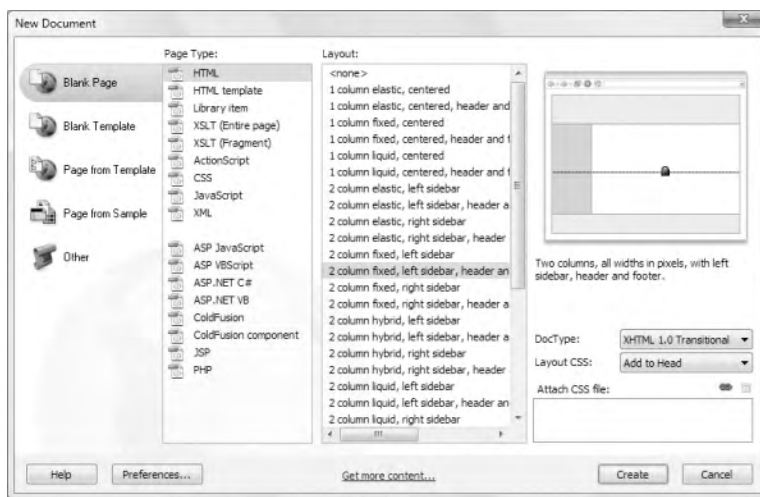 New Document
Page Type:
Layout:
Blank Page
Blank Template
Page from Template
Page from Sample
Other
HTML
HTML template
Library item
XSLT (Entire page)
XSLT (Fragment)
ActionScript
CSS
JavaScript
XML
ASP JavaScript
ASP VBScript
ASP.NET C#
ASP.NET VB
ColdFusion
ColdFusion component
JSP
PHP
<none>
1 column elastic, centered
1 column elastic, centered, header and
1 column fixed, centered
1 column fixed, centered, header and f
1 column liquid, centered
1 column liquid, centered, header and f
2 column elastic, left sidebar
2 column elastic, left sidebar, header a
2 column elastic, right sidebar
2 column elastic, right sidebar, header
2 column fixed, left sidebar
2 column fixed, left sidebar, header an
2 column fixed, right sidebar
2 column fixed, right sidebar, header a
2 column hybrid, left sidebar
2 column hybrid, left sidebar, header a
2 column hybrid, right sidebar
2 column hybrid, right sidebar, header
2 column liquid, left sidebar
2 column liquid, left sidebar, header an
2 column liquid, right sidebar
Two columns, all widths in pixels, with left
sidebar, header and footer.
DocType: XHTML 1.0 Transitional
Layout CSS: Add to Head
Attach CSS file:
Help
Preferences...
Get more content...
Create
Cancel